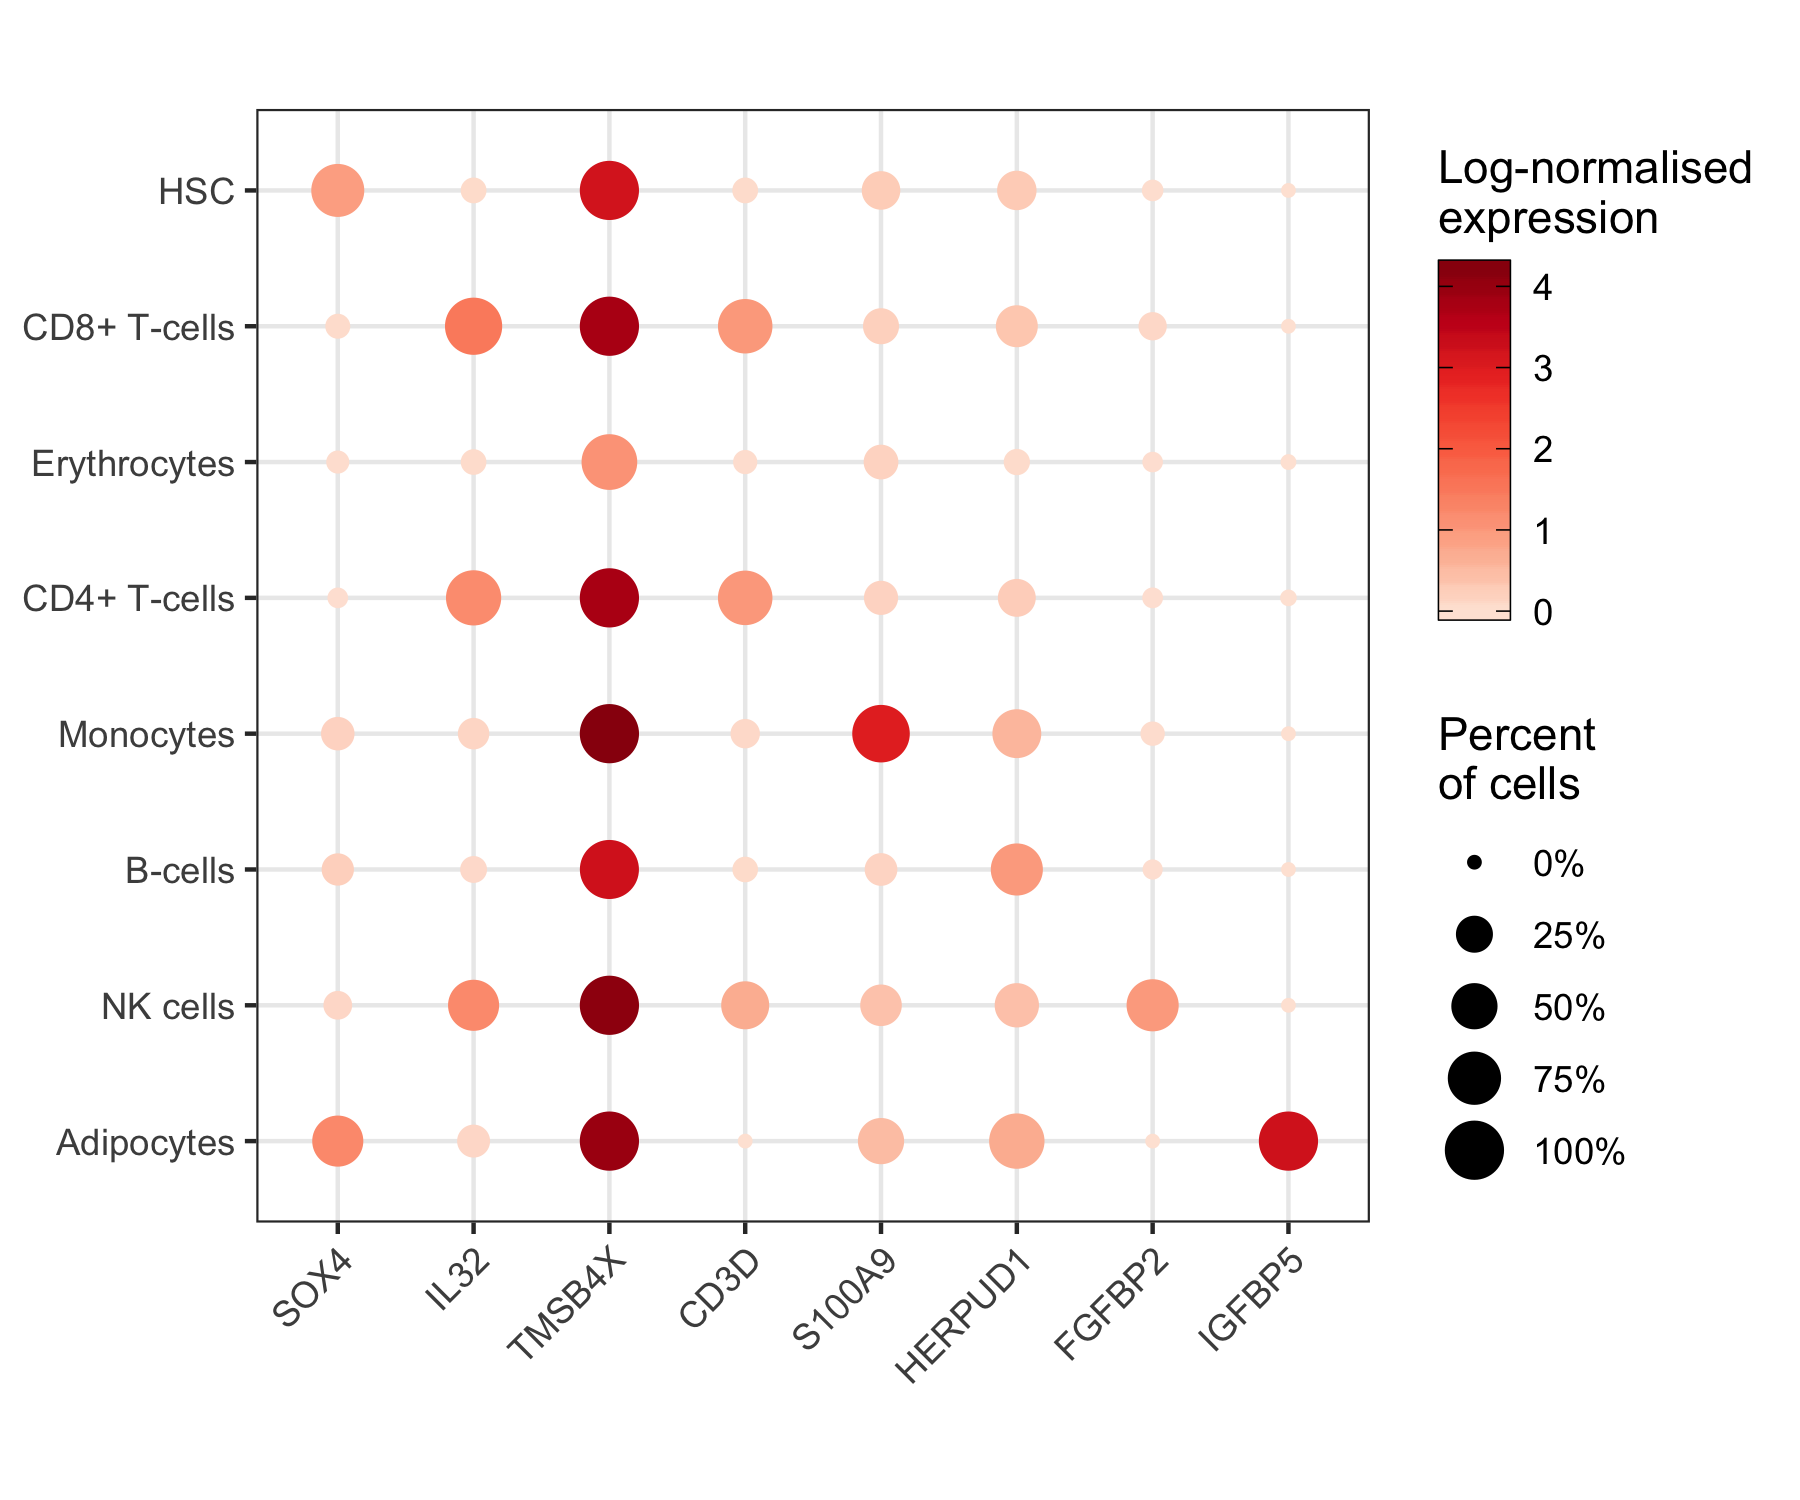 HSC
CD8+ T-cells
Erythrocytes
CD4+ T-cells
Monocytes
B-cells
NK cells
Adipocytes
SOX4
IL32
TMSB4X
CD3D
S100A9
HERPUD1
FGFBP2
IGFBP5
Log-normalised
expression
4
3
2
1
0
Percent
of cells
0%
25%
50%
75%
100%